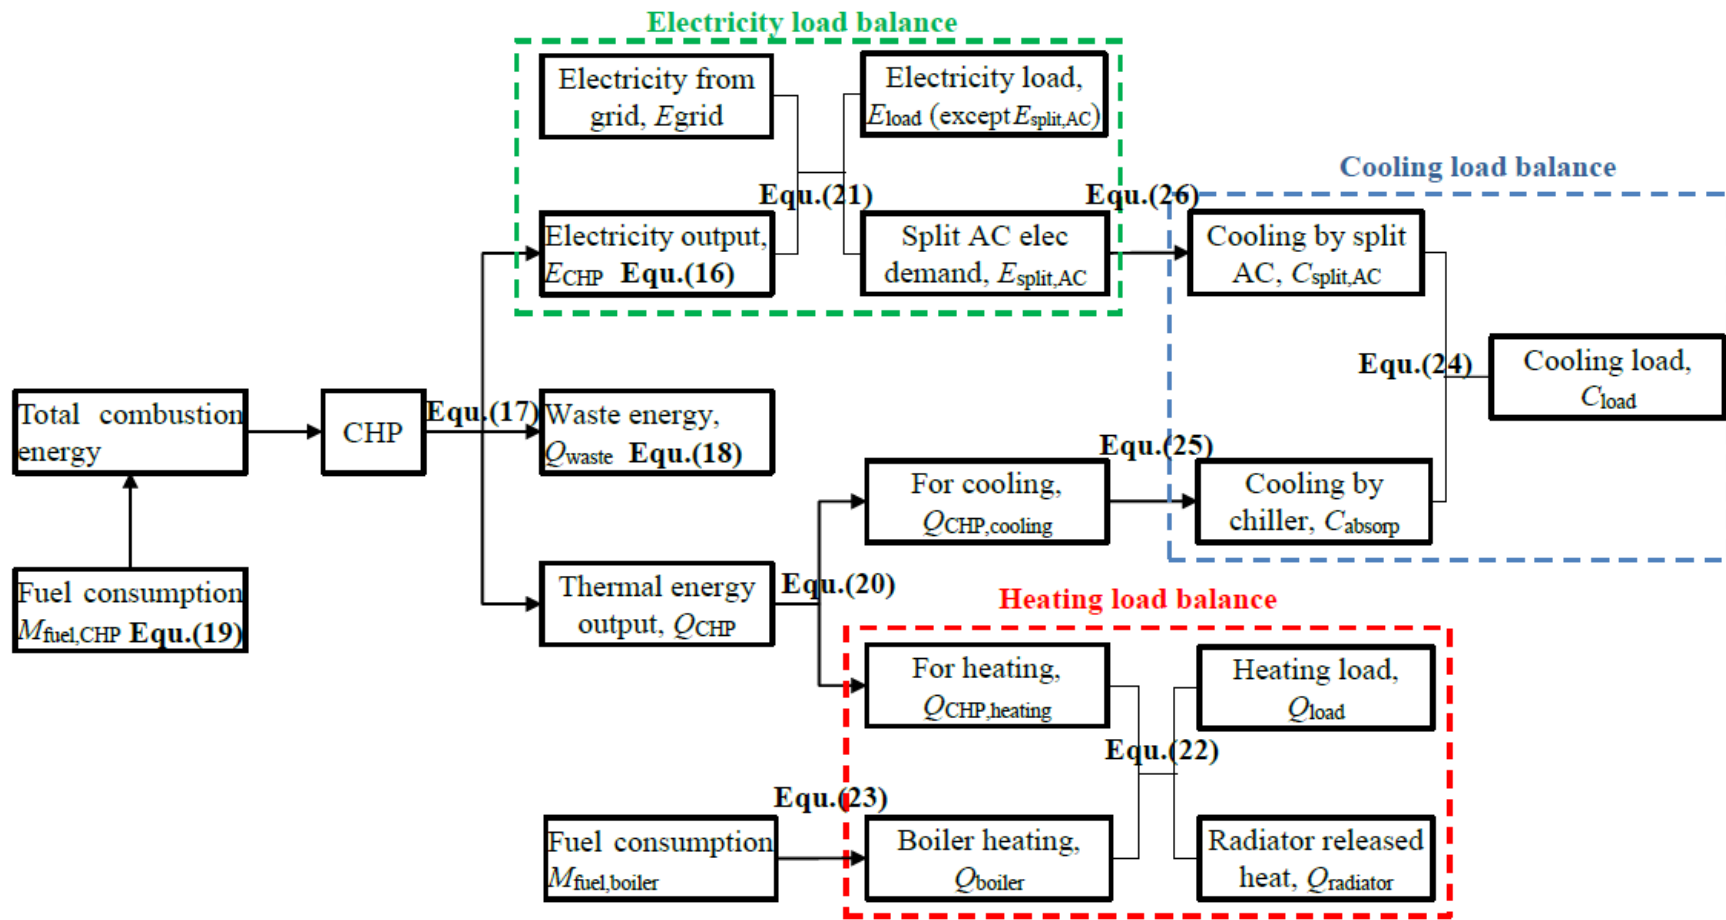 Electricity load balance
Electricity from
grid, Egrid
Electricity load,
Eload (except Esplit,AC)
Equ.(21)
Electricity output,
ECHP Equ.(16)
Split AC elec
demand, Esplit,AC
Equ.(26)
Cooling load balance
Cooling by split
AC, Csplit,AC
Equ.(24)
Cooling load,
Cload
Total combustion
energy
CHP
Equ.(17)
Waste energy,
Qwaste Equ.(18)
For cooling,
QCHP,cooling
Equ.(25)
Cooling by
chiller, Cabsorp
Fuel consumption
Mfuel,CHP Equ.(19)
Thermal energy
output, QCHP
Equ.(20)
Heating load balance
For heating,
QCHP,heating
Heating load,
Qload
Equ.(22)
Equ.(23)
Fuel consumption
Mfuel,boiler
Boiler heating,
Qboiler
Radiator released
heat, Qradiator